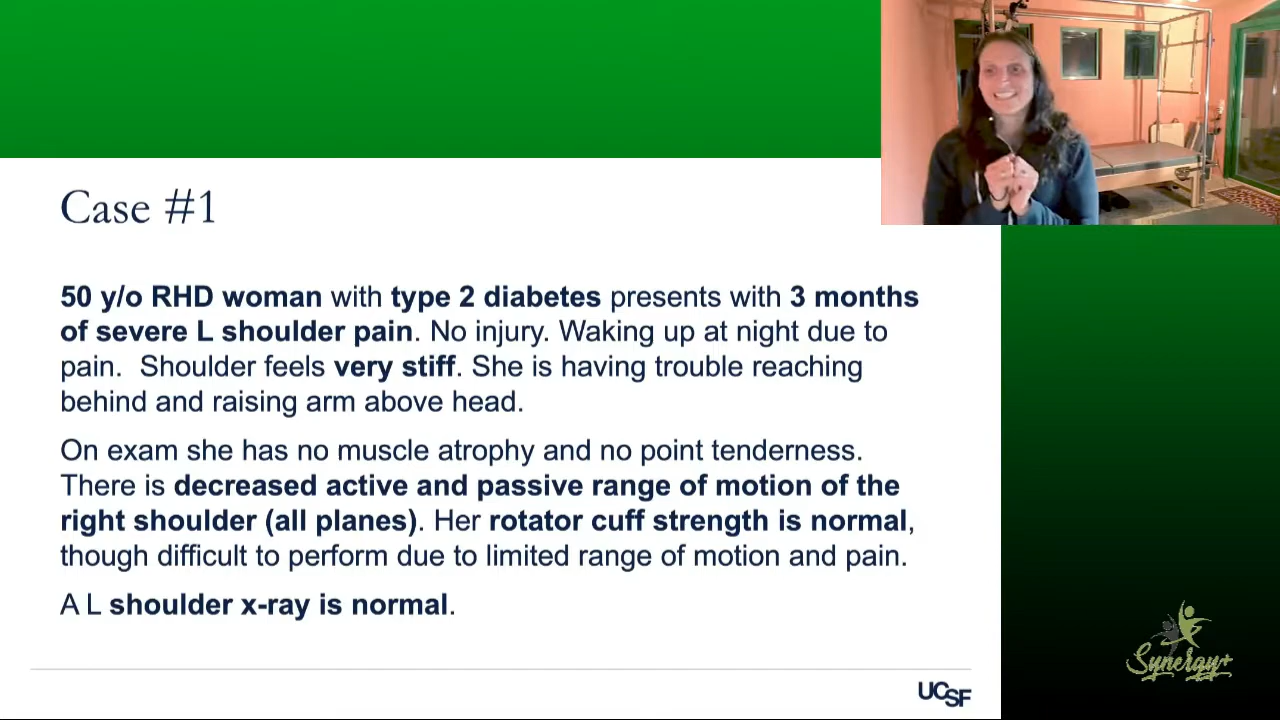 Case #1
50 y/o RHD woman with type 2 diabetes presents with 3 months
of severe L shoulder pain. No injury. Waking up at night due to
pain.  Shoulder feels very stiff. She is having trouble reaching
behind and raising arm above head.
On exam she has no muscle atrophy and no point tenderness.
There is decreased active and passive range of motion of the
right shoulder (all planes). Her rotator cuff strength is normal,
though difficult to perform due to limited range of motion and pain.
A L shoulder x-ray is normal.
UCSF
Synergy+